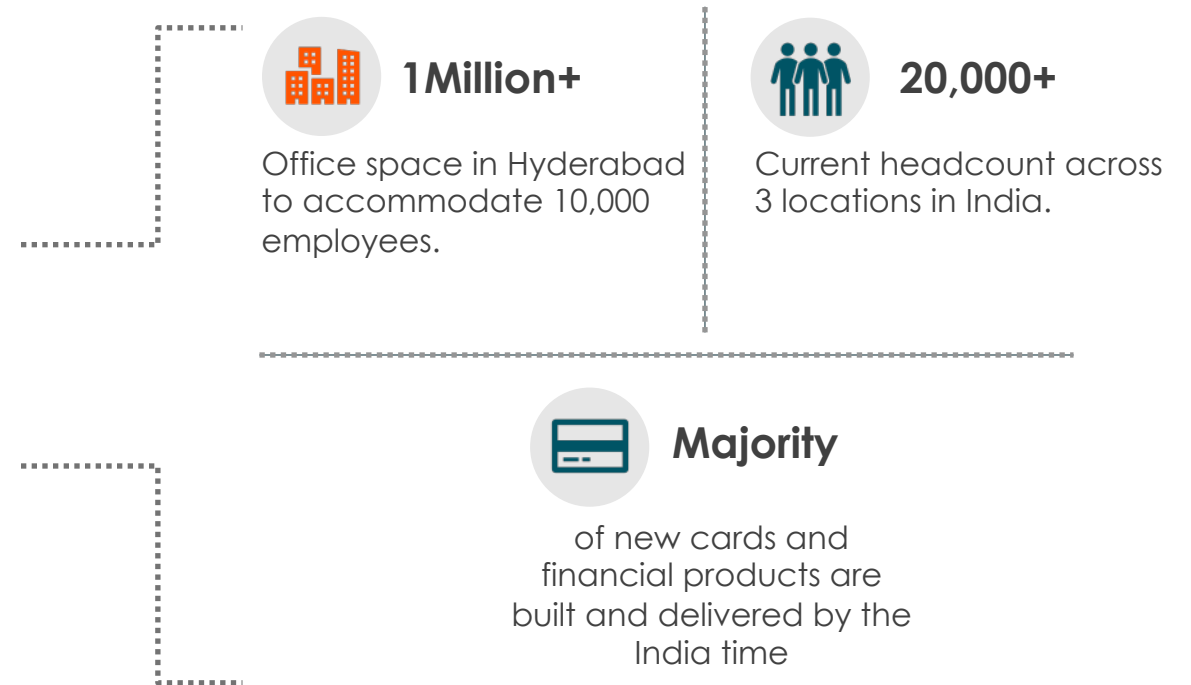 1Million+
Office space in Hyderabad
to accommodate 10,000
employees.
20,000+
Current headcount across
3 locations in India.
Majority
of new cards and
financial products are
built and delivered by the
India time